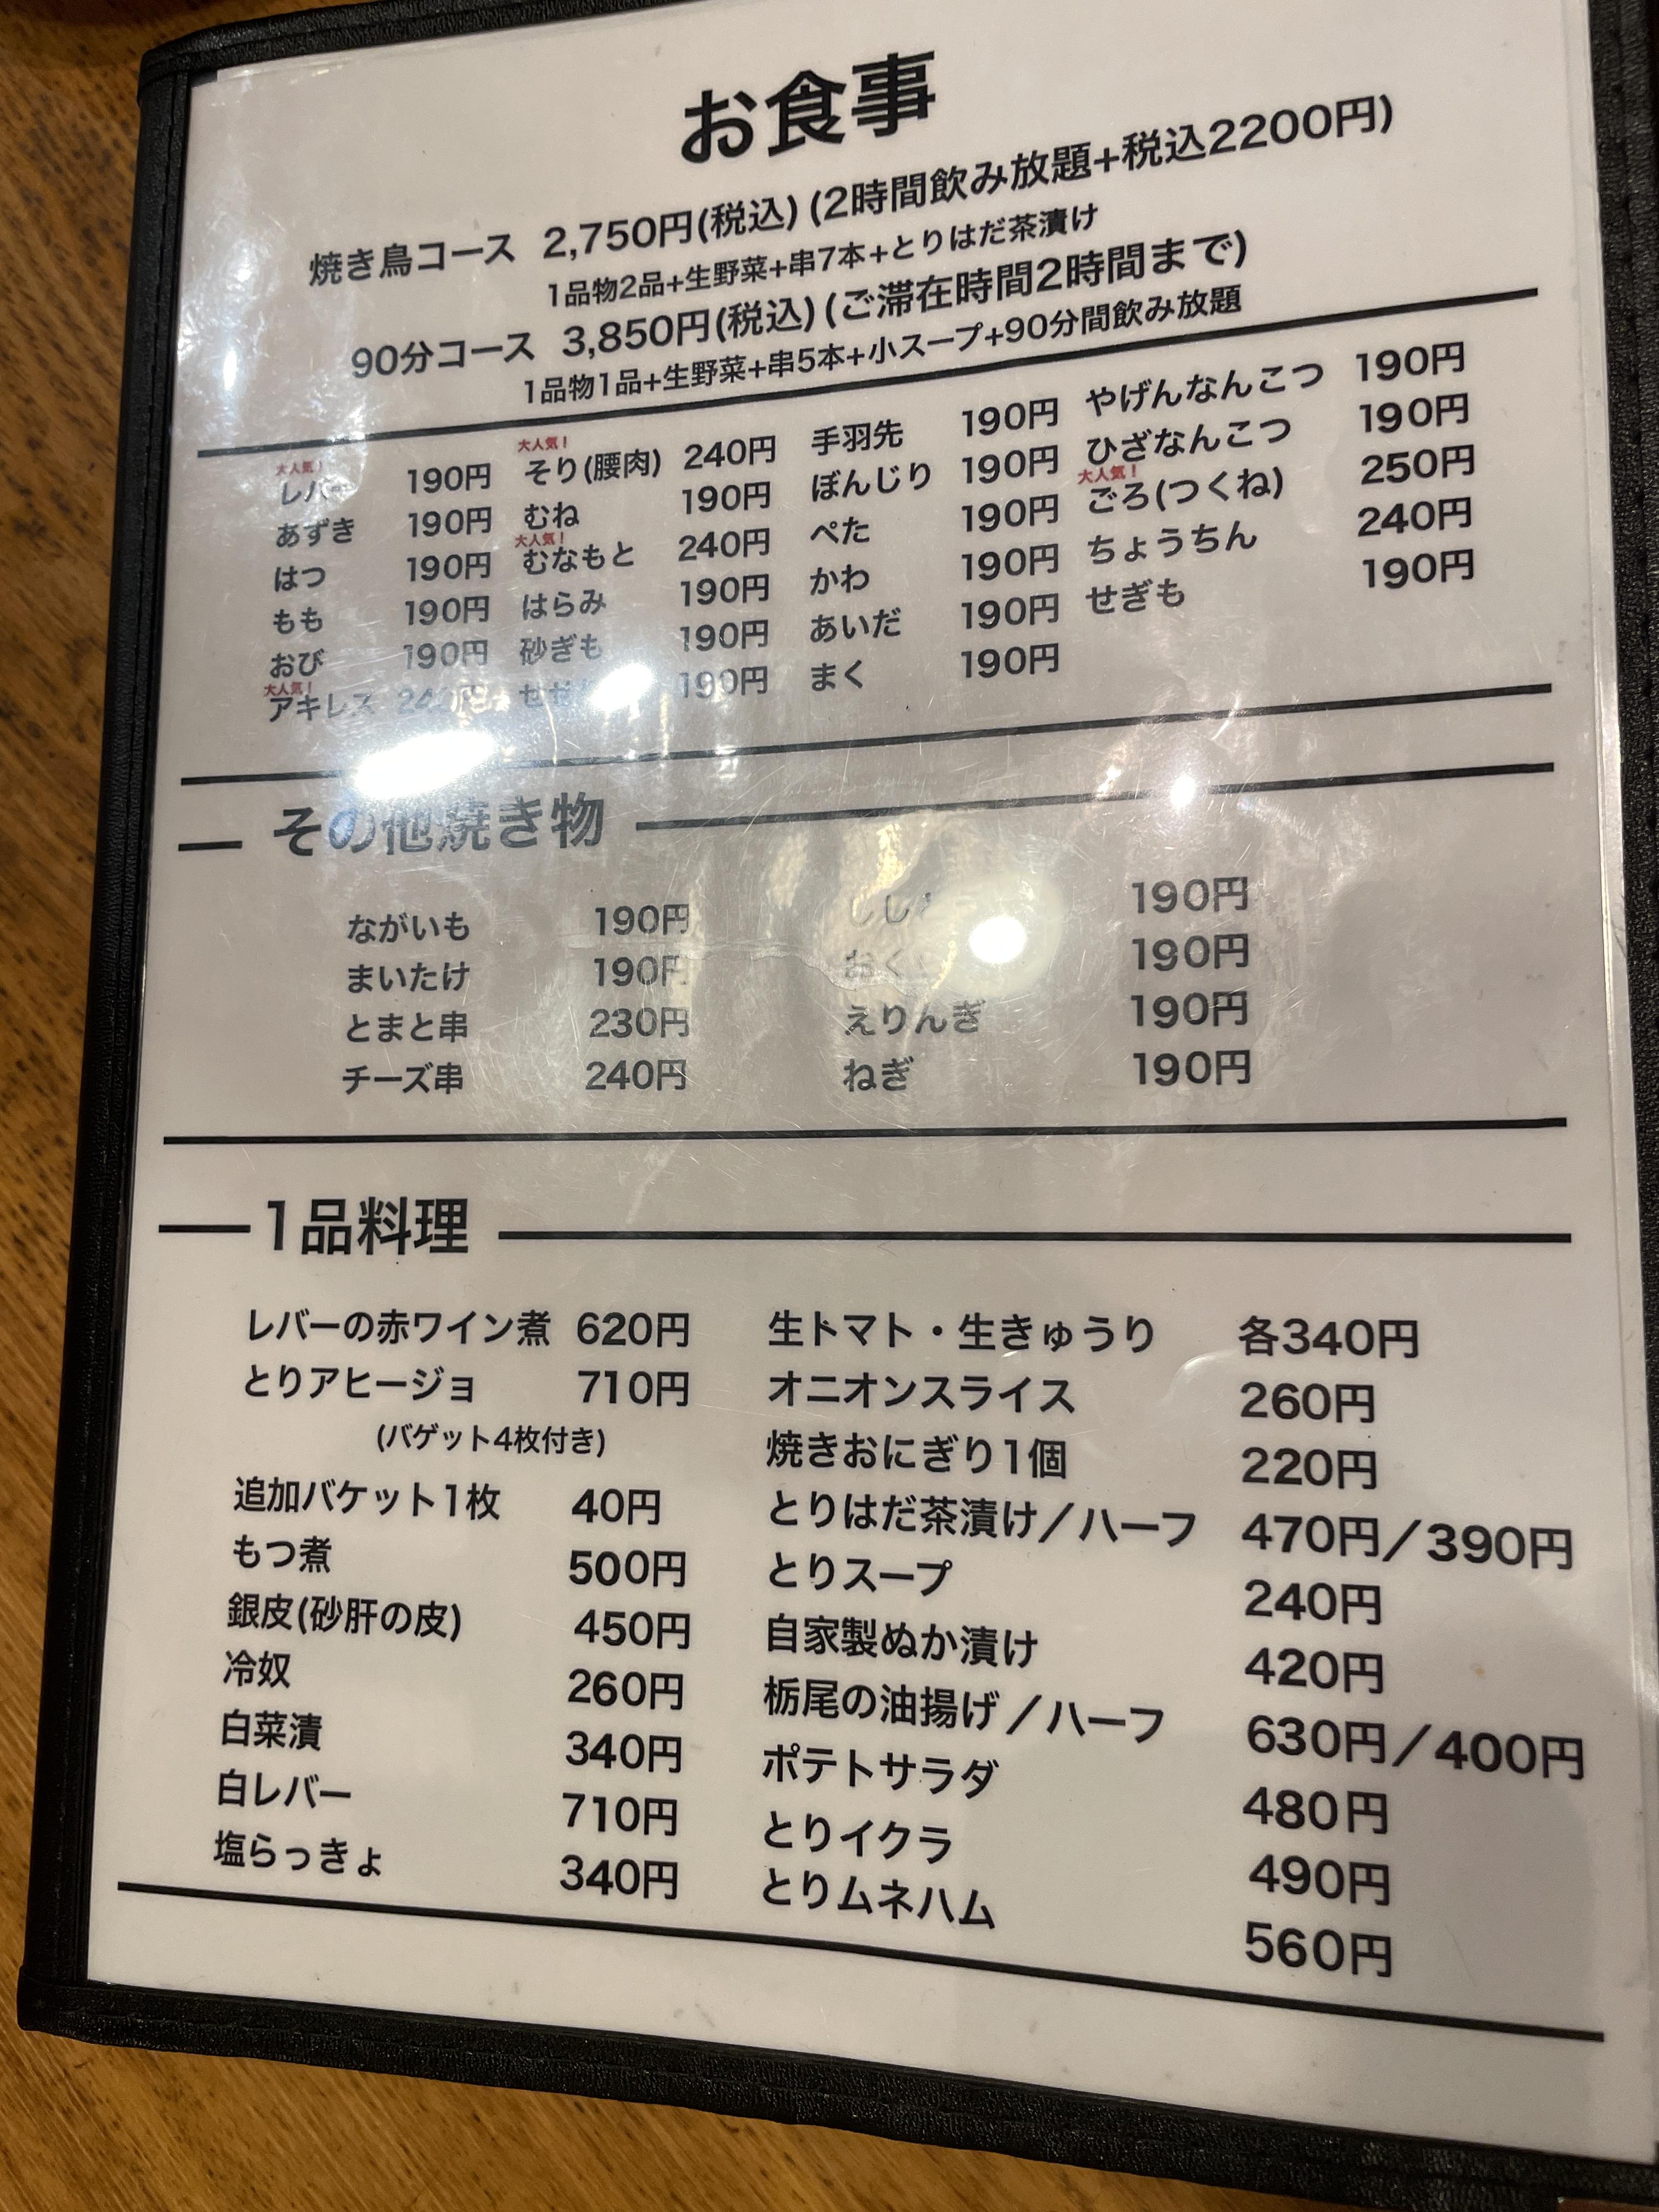 お食事
焼き鳥コース 2,750円(税込) (2時間飲み放題+税込2200円)
1品物2品+生野菜+串7本+とりはだ茶漬け
90分コース 3,850円(税込) (ご滞在時間2時間まで)
1品物1品+生野菜+串5本+小スープ+90分間飲み放題
大人気!
レバー 190円
あずき 190円
はつ 190円
もも 190円
おび 190円
大人気!
アキレス 240円
大人気!
そり(腰肉) 240円
むね 190円
大人気!
むなもと 240円
はらみ 190円
砂ぎも 190円
190円
手羽先 190円
ぼんじり 190円
ぺた 190円
かわ 190円
あいだ 190円
まく 190円
やげんなんこつ 190円
ひざなんこつ 190円
大人気!
ごろ(つくね) 250円
ちょうちん 240円
せぎも 190円
その他焼き物
ながいも 190円
まいたけ 190円
とまと串 230円
チーズ串 240円
190円
190円
えりんぎ 190円
ねぎ 190円
1品料理
レバーの赤ワイン煮 620円
とりアヒージョ 710円
(バゲット4枚付き)
追加バケット1枚 40円
もつ煮 500円
銀皮(砂肝の皮) 450円
冷奴 260円
白菜漬 340円
白レバー 710円
塩らっきょ 340円
生トマト・生きゅうり 各340円
オニオンスライス 260円
焼きおにぎり1個 220円
とりはだ茶漬け/ハーフ 470円/390円
とりスープ 240円
自家製ぬか漬け 420円
栃尾の油揚げ/ハーフ 630円/400円
ポテトサラダ 480円
とりイクラ 490円
とりムネハム 560円